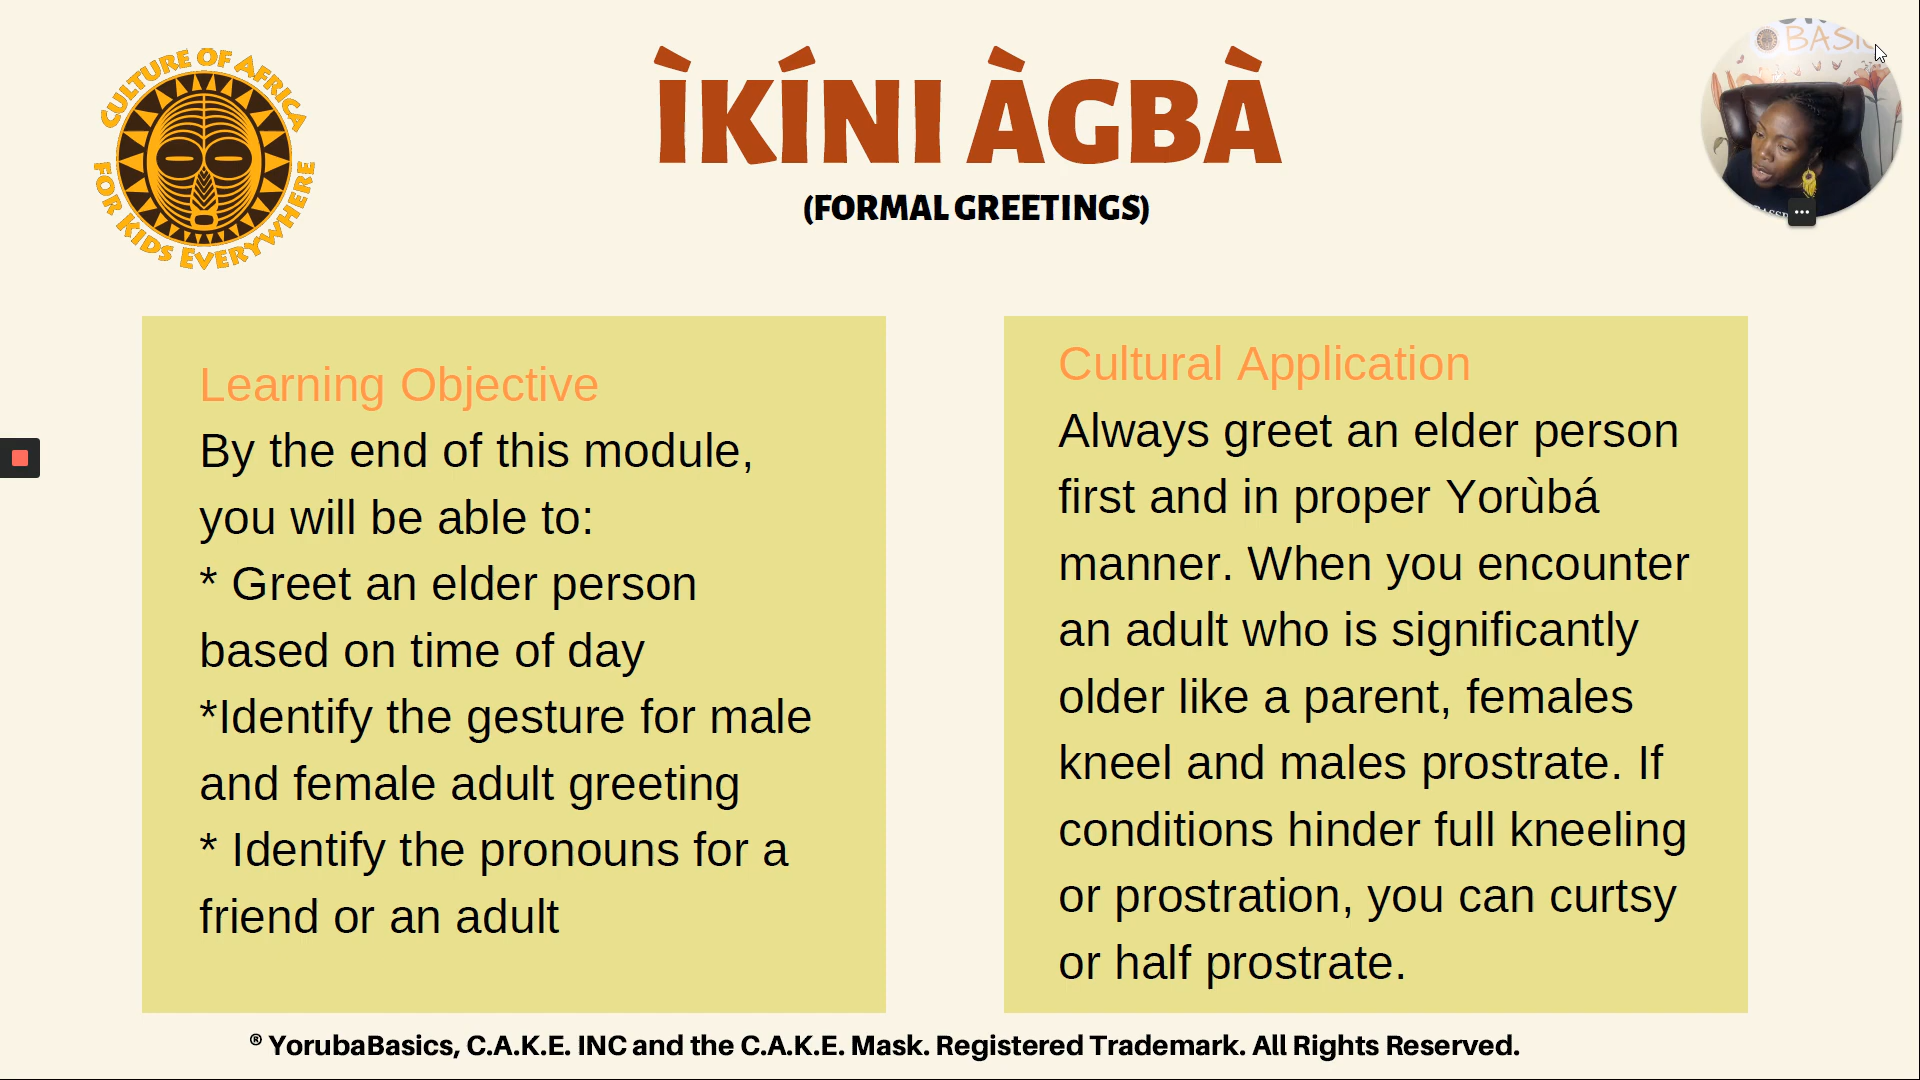 CULTURE OF AFRICA
FOR KIDS EVERYWHERE
ÌKÍNI ÀGBÀ
(FORMAL GREETINGS)
BASIC
Learning Objective
By the end of this module,
you will be able to:
* Greet an elder person
based on time of day
*Identify the gesture for male
and female adult greeting
* Identify the pronouns for a
friend or an adult
Cultural Application
Always greet an elder person
first and in proper Yorùbá
manner. When you encounter
an adult who is significantly
older like a parent, females
kneel and males prostrate. If
conditions hinder full kneeling
or prostration, you can curtsy
or half prostrate.
® YorubaBasics, C.A.K.E. INC and the C.A.K.E. Mask. Registered Trademark. All Rights Reserved.